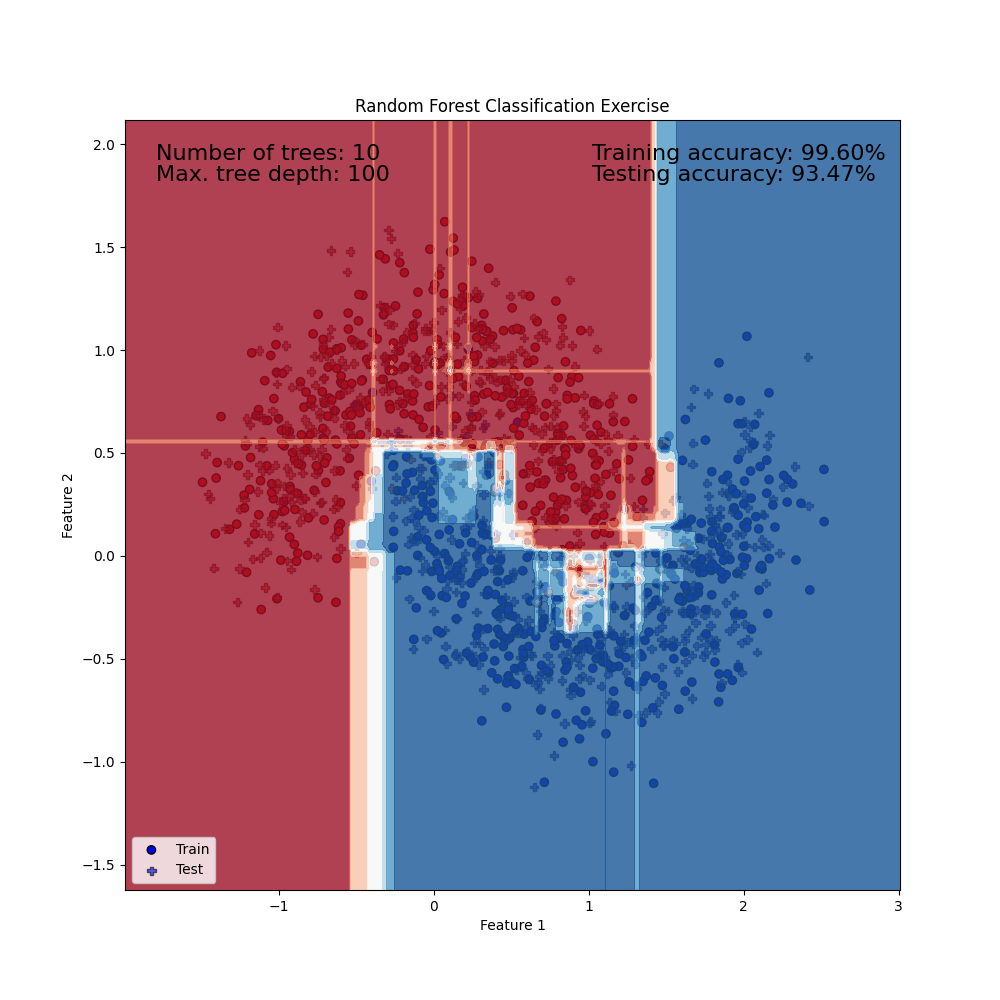 Random Forest Classification Exercise
Number of trees: 10
Max. tree depth: 100
Training accuracy: 99.60%
Testing accuracy: 93.47%
2.0
1.5
1.0
0.5
0.0
−0.5
−1.0
−1.5
Feature 2
Train
Test
−1
0
1
2
3
Feature 1